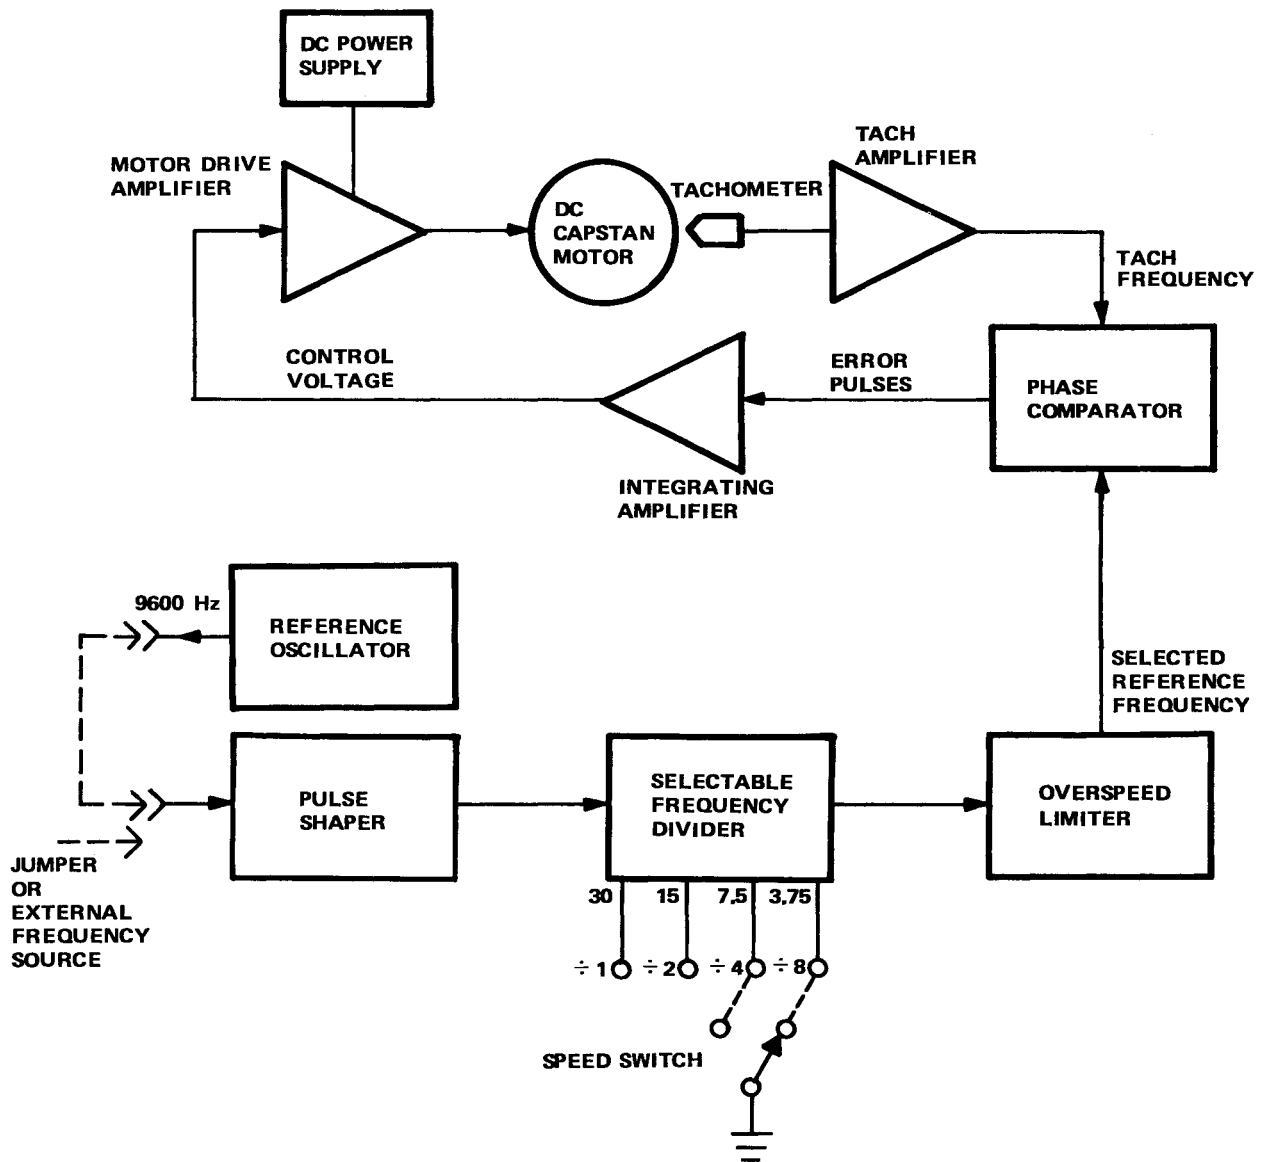 DC POWER
SUPPLY
MOTOR DRIVE
AMPLIFIER
DC
CAPSTAN
MOTOR
TACHOMETER
TACH
AMPLIFIER
TACH
FREQUENCY
CONTROL
VOLTAGE
ERROR
PULSES
PHASE
COMPARATOR
INTEGRATING
AMPLIFIER
9600 Hz
REFERENCE
OSCILLATOR
SELECTED
REFERENCE
FREQUENCY
PULSE
SHAPER
SELECTABLE
FREQUENCY
DIVIDER
OVERSPEED
LIMITER
JUMPER
OR
EXTERNAL
FREQUENCY
SOURCE
30 15 7.5 3.75
÷1 ÷2 ÷4 ÷8
SPEED SWITCH